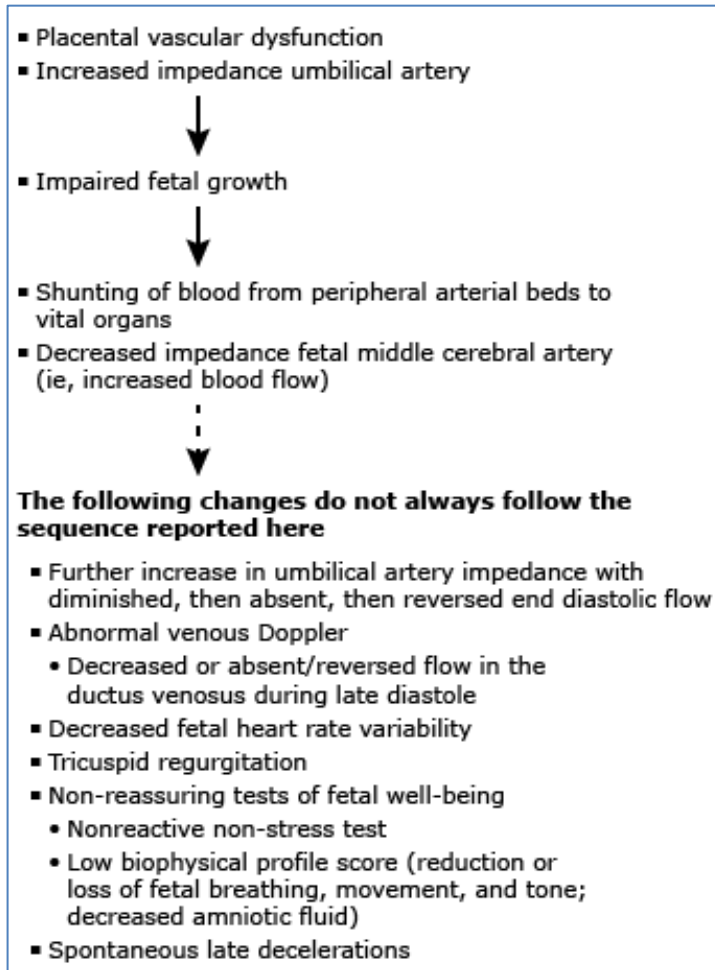 ▪ Placental vascular dysfunction
▪ Increased impedance umbilical artery
▪ Impaired fetal growth
▪ Shunting of blood from peripheral arterial beds to
vital organs
▪ Decreased impedance fetal middle cerebral artery
(ie, increased blood flow)
The following changes do not always follow the
sequence reported here
▪ Further increase in umbilical artery impedance with
diminished, then absent, then reversed end diastolic flow
▪ Abnormal venous Doppler
• Decreased or absent/reversed flow in the
ductus venosus during late diastole
▪ Decreased fetal heart rate variability
▪ Tricuspid regurgitation
▪ Non-reassuring tests of fetal well-being
• Nonreactive non-stress test
• Low biophysical profile score (reduction or
loss of fetal breathing, movement, and tone;
decreased amniotic fluid)
▪ Spontaneous late decelerations